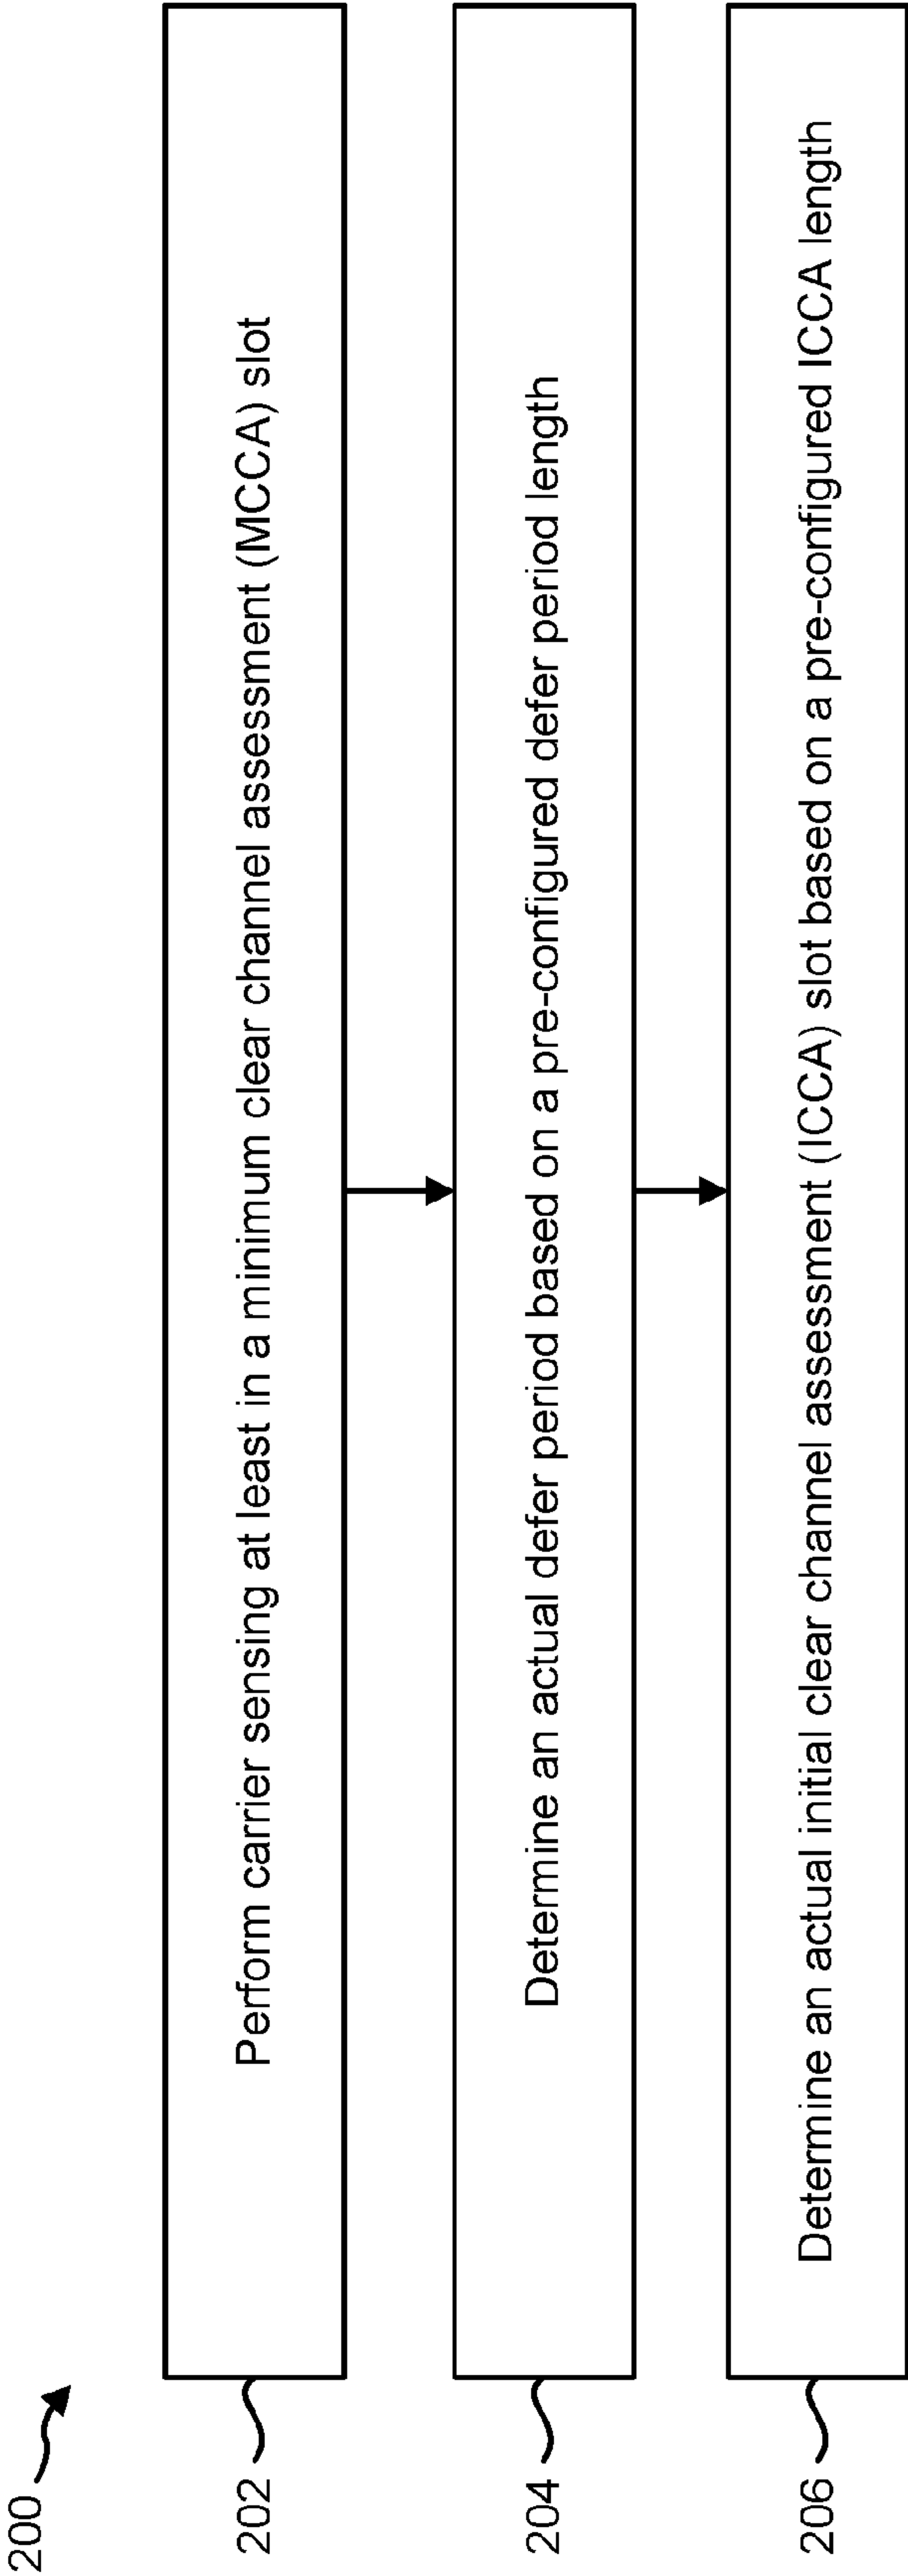 200
202
Perform carrier sensing at least in a minimum clear channel assessment (MCCA) slot
204
Determine an actual defer period based on a pre-configured defer period length
206
Determine an actual initial clear channel assessment (ICCA) slot based on a pre-configured ICCA length